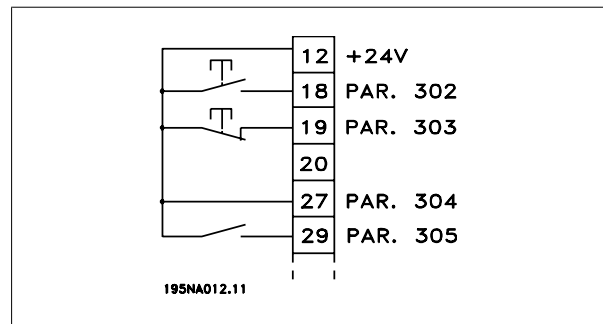 12 +24V
18 PAR. 302
19 PAR. 303
20
27 PAR. 304
29 PAR. 305
195NA012.11